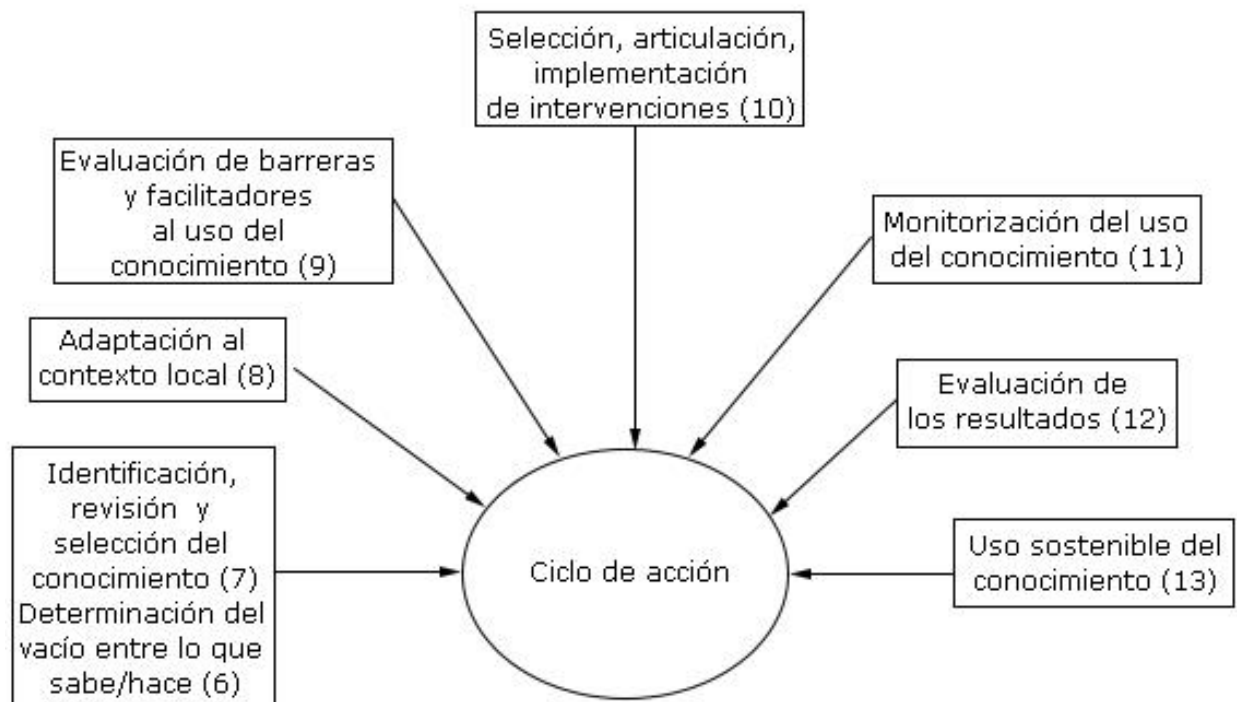 Selección, articulación,
implementación
de intervenciones (10)
Evaluación de barreras
y facilitadores
al uso del
conocimiento (9)
Monitorización del uso
del conocimiento (11)
Adaptación al
contexto local (8)
Evaluación de
los resultados (12)
Identificación,
revisión y
selección del
conocimiento (7)
Determinación del
vacío entre lo que
sabe/hace (6)
Ciclo de acción
Uso sostenible del
conocimiento (13)